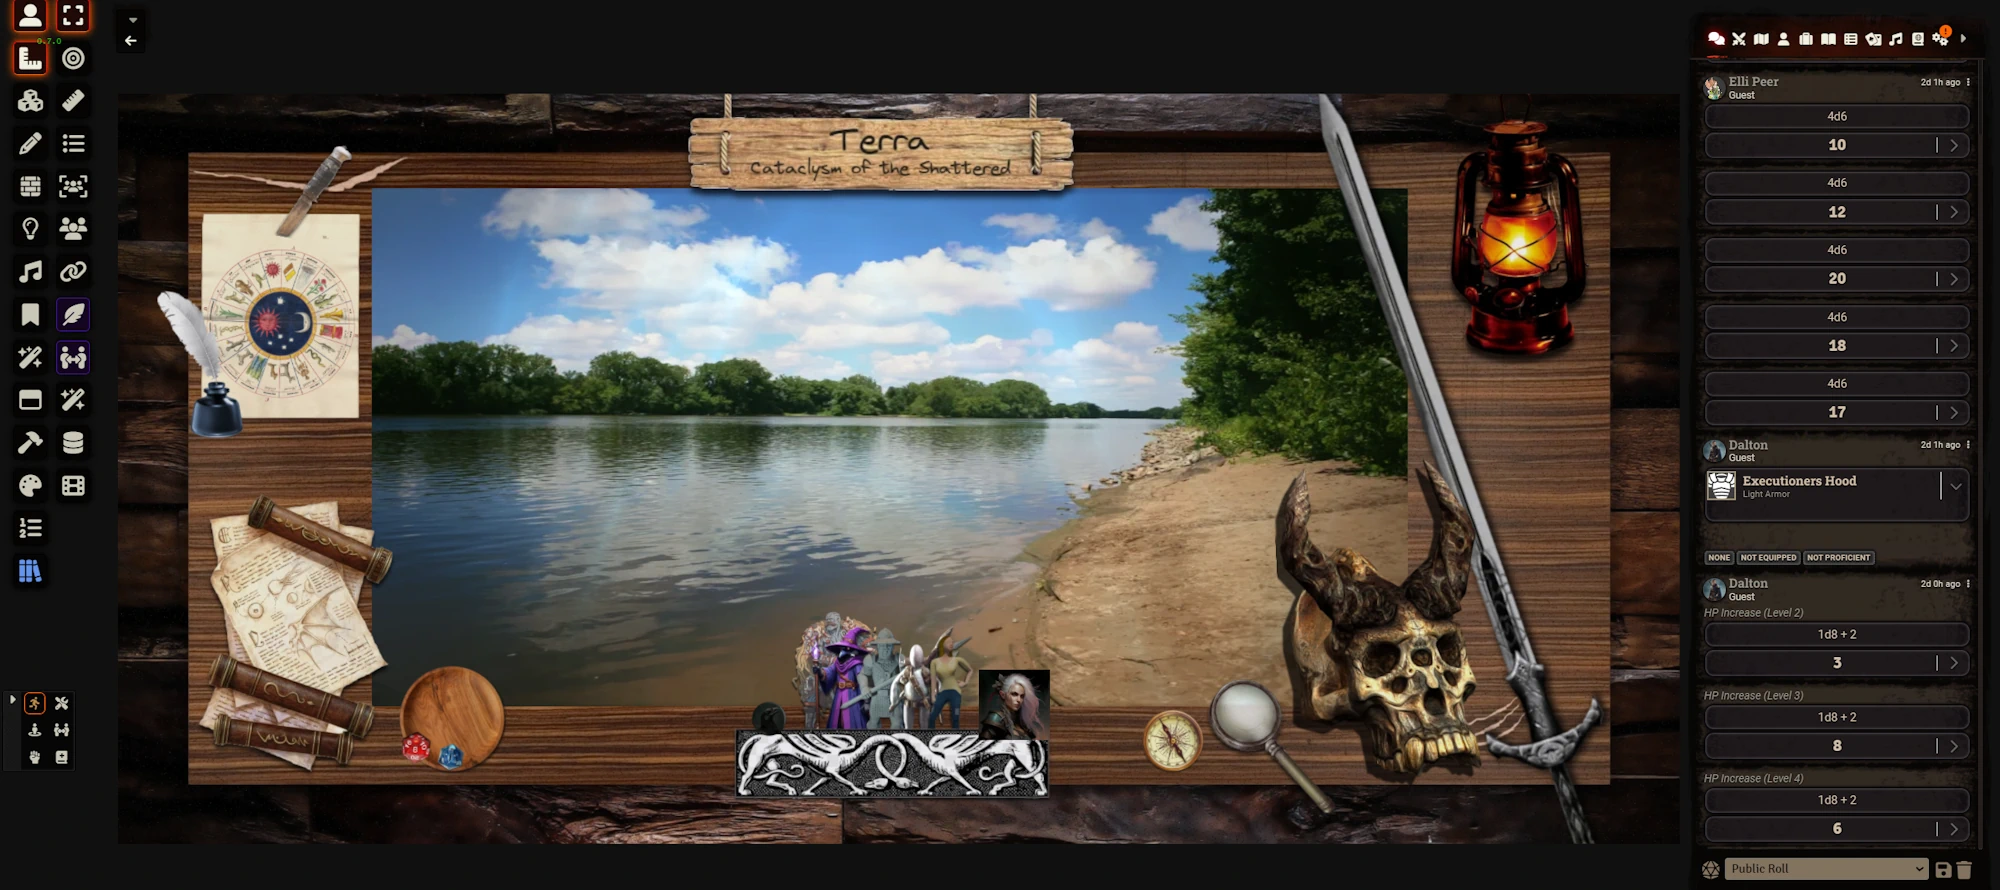 0.7.0
Terra
Cataclysm of the Shattered
Elli Peer
2d 1h ago
Guest
4d6
10
4d6
12
4d6
20
4d6
18
4d6
17
Dalton
2d 1h ago
Guest
Executioners Hood
Light Armor
NONE
NOT EQUIPPED
NOT PROFICIENT
Dalton
2d 0h ago
Guest
HP Increase (Level 2)
1d8 + 2
3
HP Increase (Level 3)
1d8 + 2
8
HP Increase (Level 4)
1d8 + 2
6
Public Roll